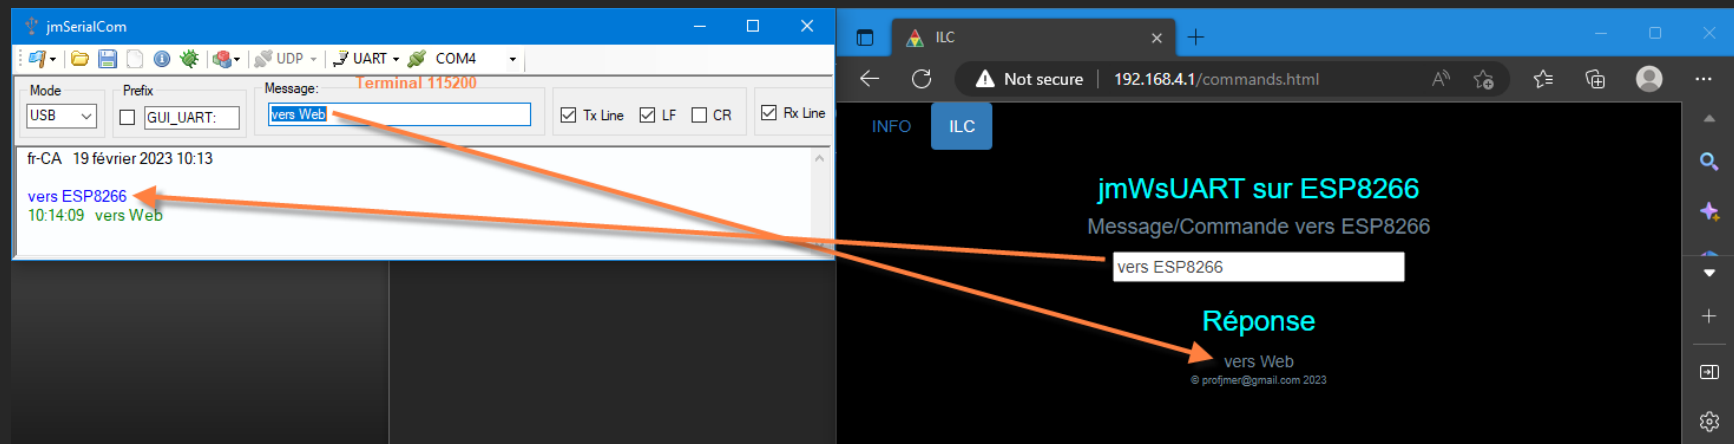 jmSerialCom
UDP UART COM4
Terminal 115200
Mode Prefix Message:
USB GUI_UART: vers Web Tx Line LF CR Rx Line
fr-CA 19 février 2023 10:13
vers ESP8266
10:14:09 vers Web
ILC
Not secure 192.168.4.1/commands.html
INFO ILC
jmWsUART sur ESP8266
Message/Commande vers ESP8266
vers ESP8266
Réponse
vers Web
© profjmer@gmail.com 2023